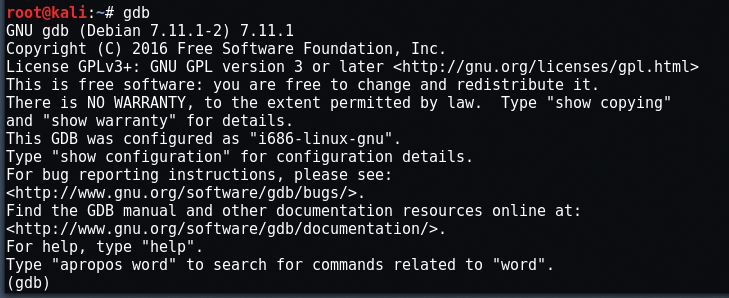 root@kali:~# gdb
GNU gdb (Debian 7.11.1-2) 7.11.1
Copyright (C) 2016 Free Software Foundation, Inc.
License GPLv3+: GNU GPL version 3 or later <http://gnu.org/licenses/gpl.html>
This is free software: you are free to change and redistribute it.
There is NO WARRANTY, to the extent permitted by law.  Type "show copying"
and "show warranty" for details.
This GDB was configured as "i686-linux-gnu".
Type "show configuration" for configuration details.
For bug reporting instructions, please see:
<http://www.gnu.org/software/gdb/bugs/>.
Find the GDB manual and other documentation resources online at:
<http://www.gnu.org/software/gdb/documentation/>.
For help, type "help".
Type "apropos word" to search for commands related to "word".
(gdb)